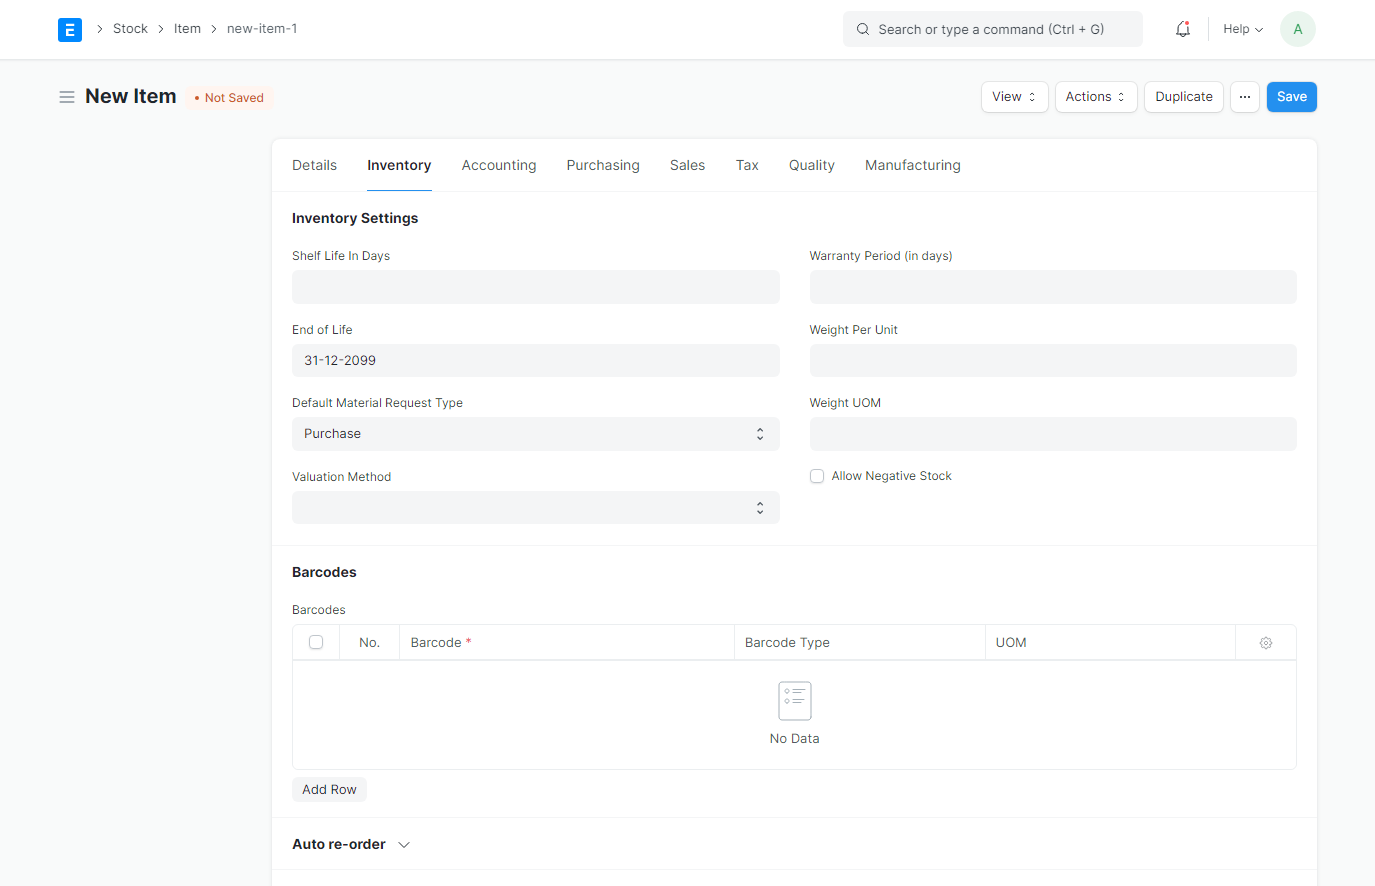 E > Stock > Item > new-item-1
Search or type a command (Ctrl + G)
Help
A
New Item
• Not Saved
View
Actions
Duplicate
...
Save
Details Inventory Accounting Purchasing Sales Tax Quality Manufacturing
Inventory Settings
Shelf Life In Days
Warranty Period (in days)
End of Life
31-12-2099
Weight Per Unit
Default Material Request Type
Purchase
Weight UOM
Valuation Method
Allow Negative Stock
Barcodes
Barcodes
No. Barcode * Barcode Type UOM
No Data
Add Row
Auto re-order